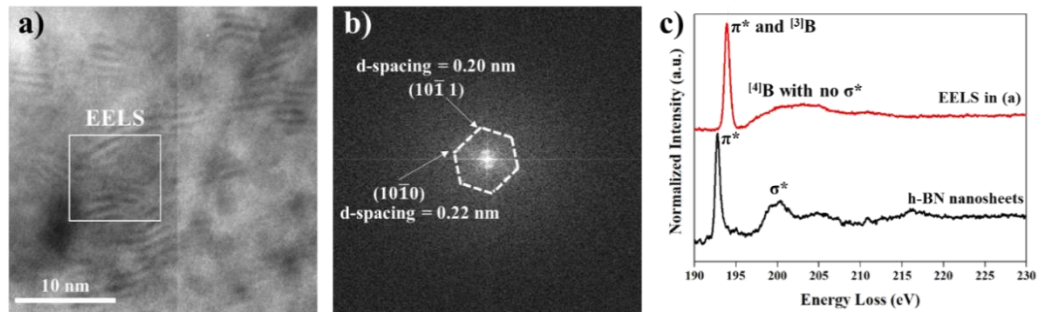 a)
EELS
10 nm
b)
d-spacing = 0.20 nm
(101̄ 1)
(101̄0)
d-spacing = 0.22 nm
c)
Normalized Intensity (a.u.)
π* and [3]B
[4]B with no σ*
EELS in (a)
π*
σ*
h-BN nanosheets
190 195 200 205 210 215 220 225 230
Energy Loss (eV)